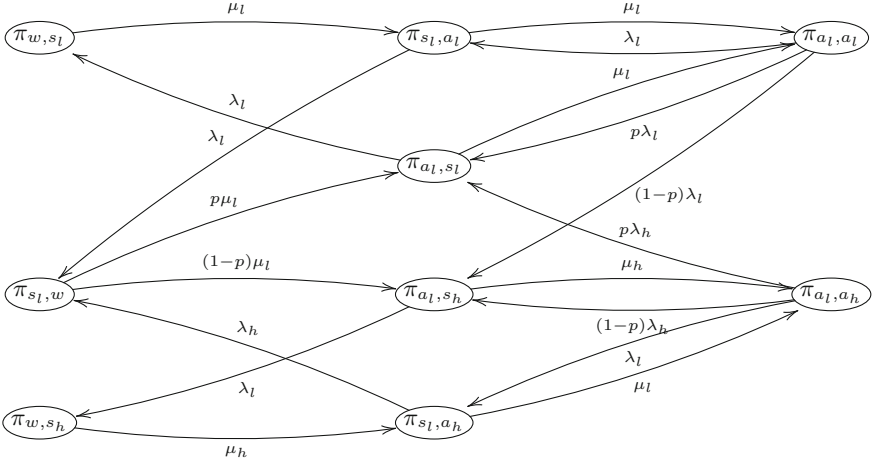 μ_l μ_l
π_{w,s_l} π_{s_l,a_l} λ_l π_{a_l,a_l}
μ_l
λ_l
λ_l pλ_l
π_{a_l,s_l}
(1−p)λ_l
pμ_l
pλ_h
(1−p)μ_l μ_h
π_{s_l,w} π_{a_l,s_h} π_{a_l,a_h}
λ_h (1−p)λ_h
λ_l
λ_l μ_l
π_{w,s_h} π_{s_l,a_h}
μ_h